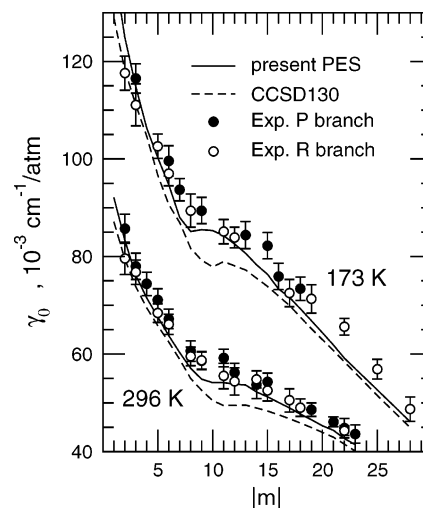 120
100
80
60
40
γ₀ , 10⁻³ cm⁻¹/atm
present PES
CCSD130
Exp. P branch
Exp. R branch
173 K
296 K
5 10 15 20 25
|m|